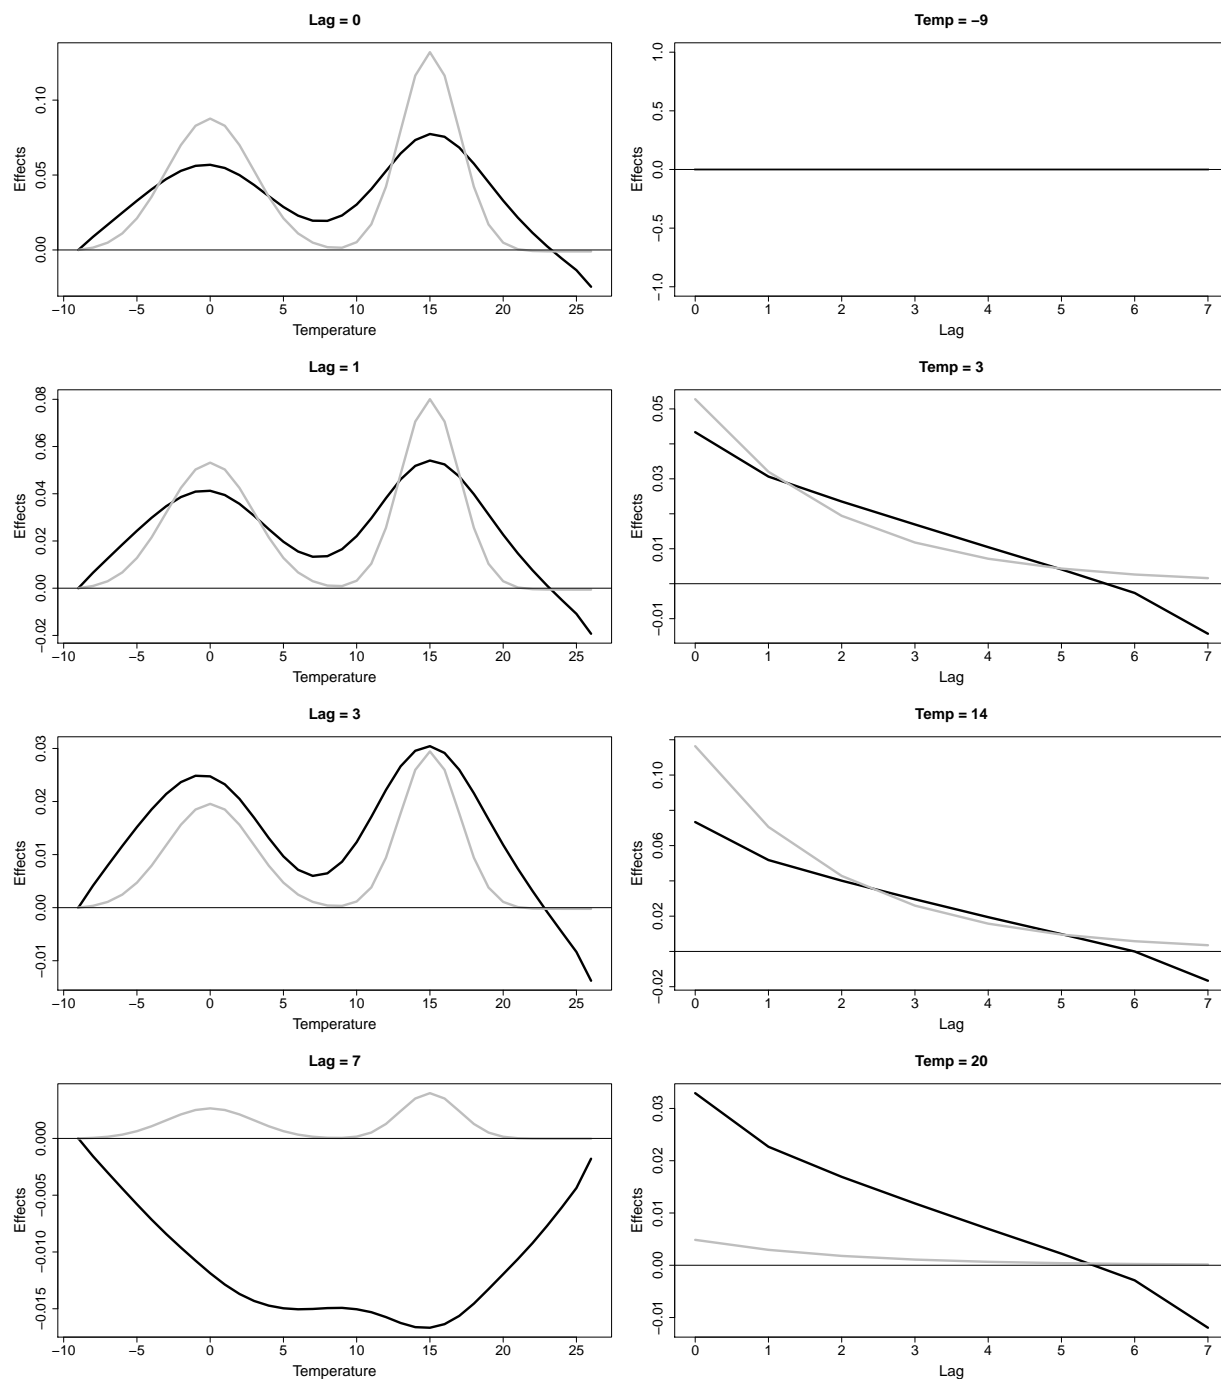 Lag = 0
Effects
0.00 0.05 0.10
−10 −5 0 5 10 15 20 25
Temperature
Temp = −9
Effects
−1.0 −0.5 0.0 0.5 1.0
0 1 2 3 4 5 6 7
Lag
Lag = 1
Effects
−0.02 0.00 0.02 0.04 0.06 0.08
−10 −5 0 5 10 15 20 25
Temperature
Temp = 3
Effects
−0.01 0.01 0.03 0.05
0 1 2 3 4 5 6 7
Lag
Lag = 3
Effects
−0.01 0.00 0.01 0.02 0.03
−10 −5 0 5 10 15 20 25
Temperature
Temp = 14
Effects
−0.02 0.02 0.06 0.10
0 1 2 3 4 5 6 7
Lag
Lag = 7
Effects
−0.015 −0.010 −0.005 0.000
−10 −5 0 5 10 15 20 25
Temperature
Temp = 20
Effects
−0.01 0.00 0.01 0.02 0.03
0 1 2 3 4 5 6 7
Lag